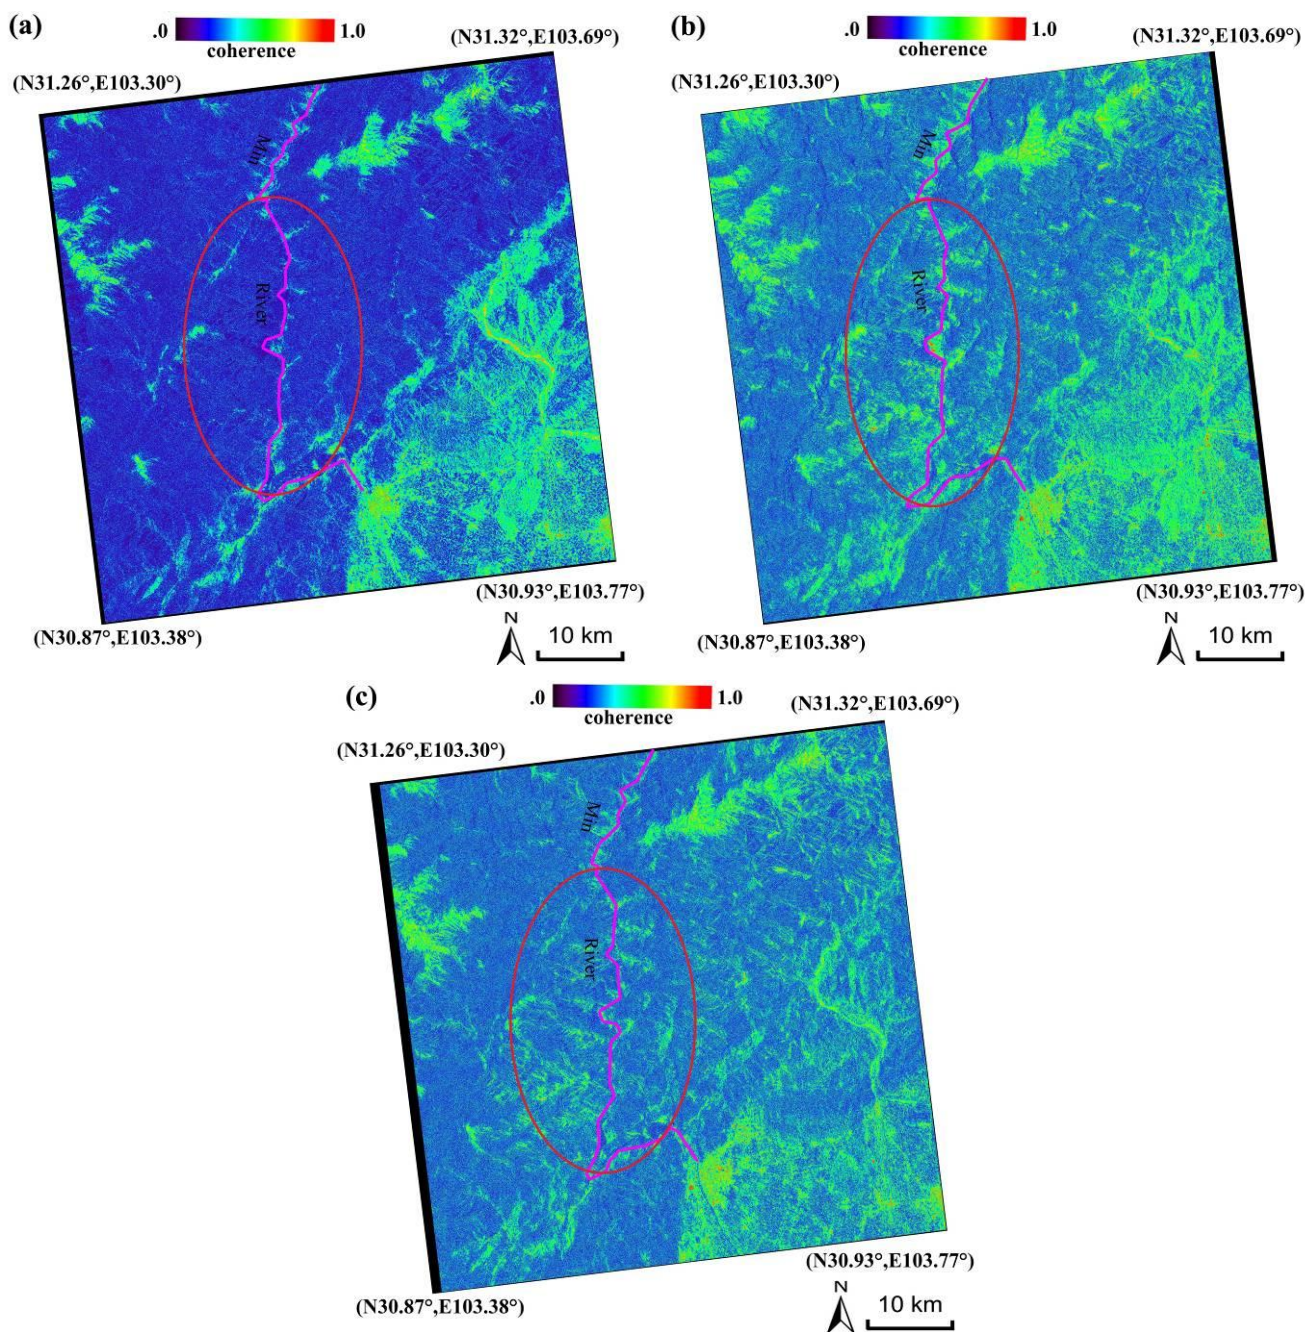 (a)
.0 1.0
coherence
(N31.32°,E103.69°)
(N31.26°,E103.30°)
Min
River
(N30.93°,E103.77°)
(N30.87°,E103.38°)
N
10 km
(b)
.0 1.0
coherence
(N31.32°,E103.69°)
(N31.26°,E103.30°)
Min
River
(N30.93°,E103.77°)
(N30.87°,E103.38°)
N
10 km
(c)
.0 1.0
coherence
(N31.32°,E103.69°)
(N31.26°,E103.30°)
Min
River
(N30.93°,E103.77°)
(N30.87°,E103.38°)
N
10 km